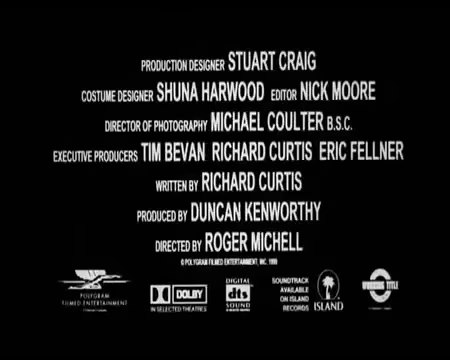 PRODUCTION DESIGNER STUART CRAIG
COSTUME DESIGNER SHUNA HARWOOD EDITOR NICK MOORE
DIRECTOR OF PHOTOGRAPHY MICHAEL COULTER B.S.C.
EXECUTIVE PRODUCERS TIM BEVAN RICHARD CURTIS ERIC FELLNER
WRITTEN BY RICHARD CURTIS
PRODUCED BY DUNCAN KENWORTHY
DIRECTED BY ROGER MICHELL
© POLYGRAM FILMED ENTERTAINMENT, INC. 1999
POLYGRAM
FILMED ENTERTAINMENT
DOLBY
IN SELECTED THEATRES
DIGITAL
dts
SOUND
SOUNDTRACK
AVAILABLE
ON ISLAND
RECORDS
ISLAND
WORKING TITLE